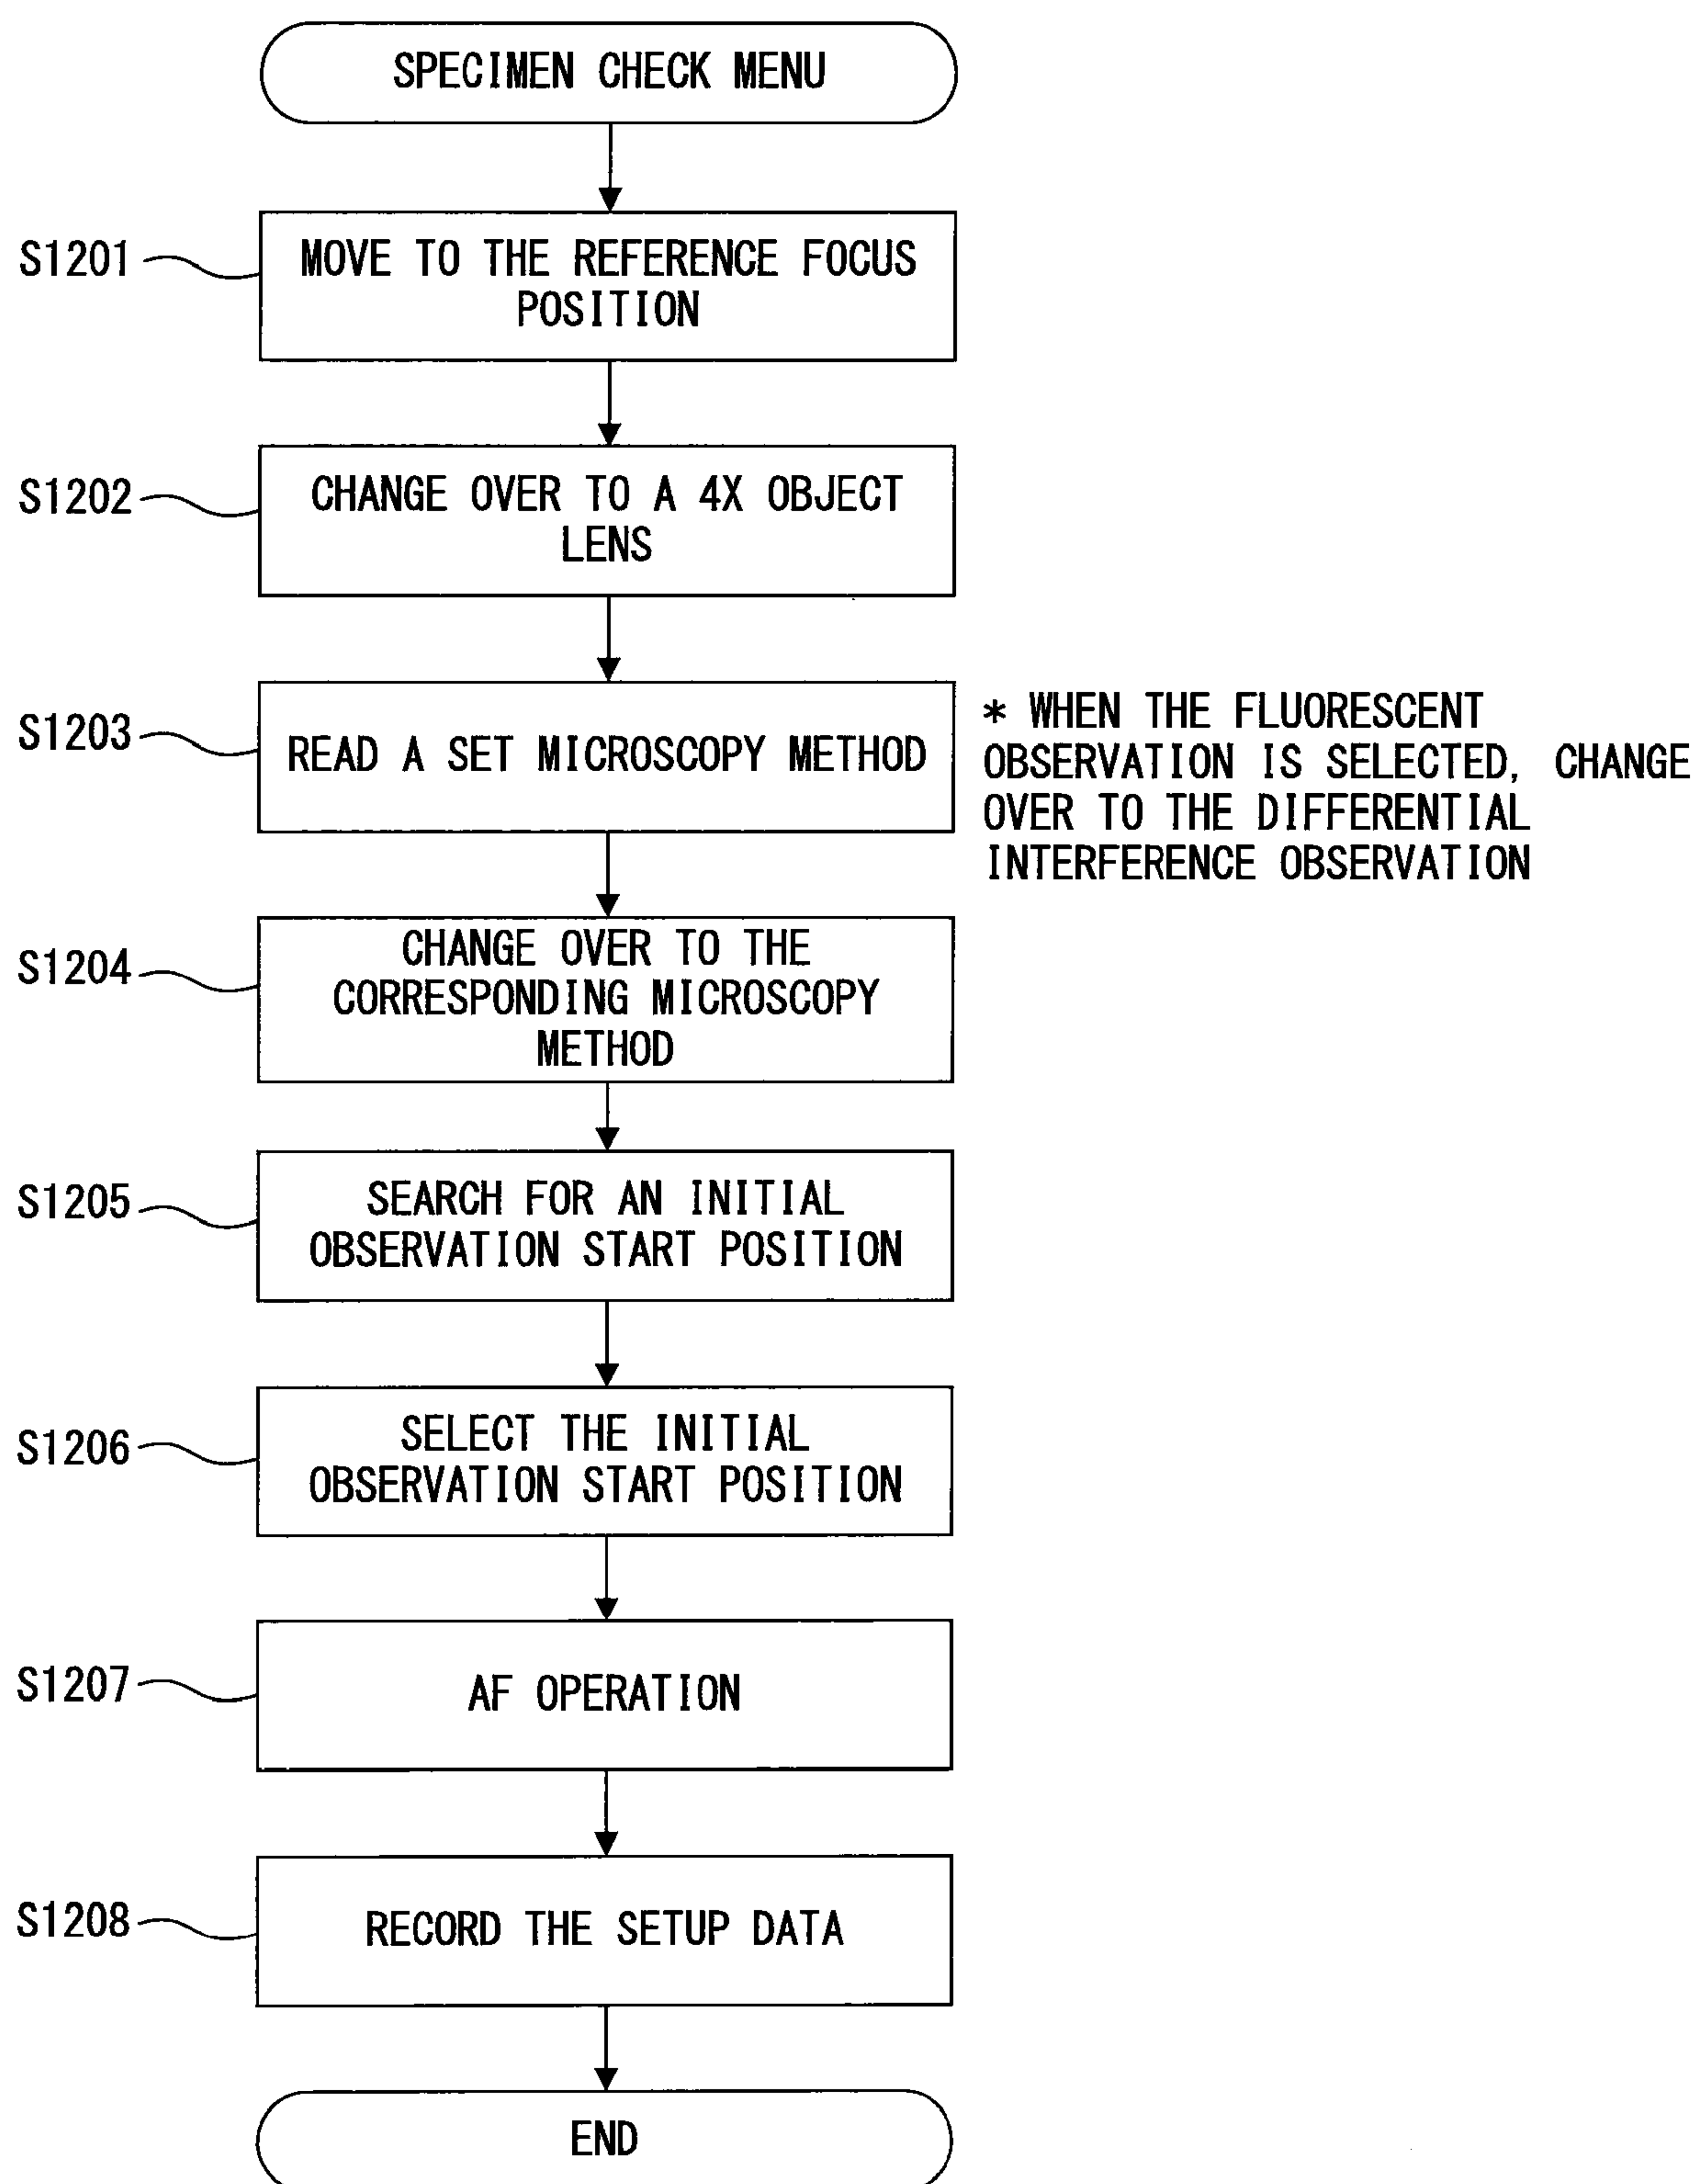 SPECIMEN CHECK MENU
S1201
MOVE TO THE REFERENCE FOCUS
POSITION
S1202
CHANGE OVER TO A 4X OBJECT
LENS
S1203
READ A SET MICROSCOPY METHOD
* WHEN THE FLUORESCENT
OBSERVATION IS SELECTED, CHANGE
OVER TO THE DIFFERENTIAL
INTERFERENCE OBSERVATION
S1204
CHANGE OVER TO THE
CORRESPONDING MICROSCOPY
METHOD
S1205
SEARCH FOR AN INITIAL
OBSERVATION START POSITION
S1206
SELECT THE INITIAL
OBSERVATION START POSITION
S1207
AF OPERATION
S1208
RECORD THE SETUP DATA
END